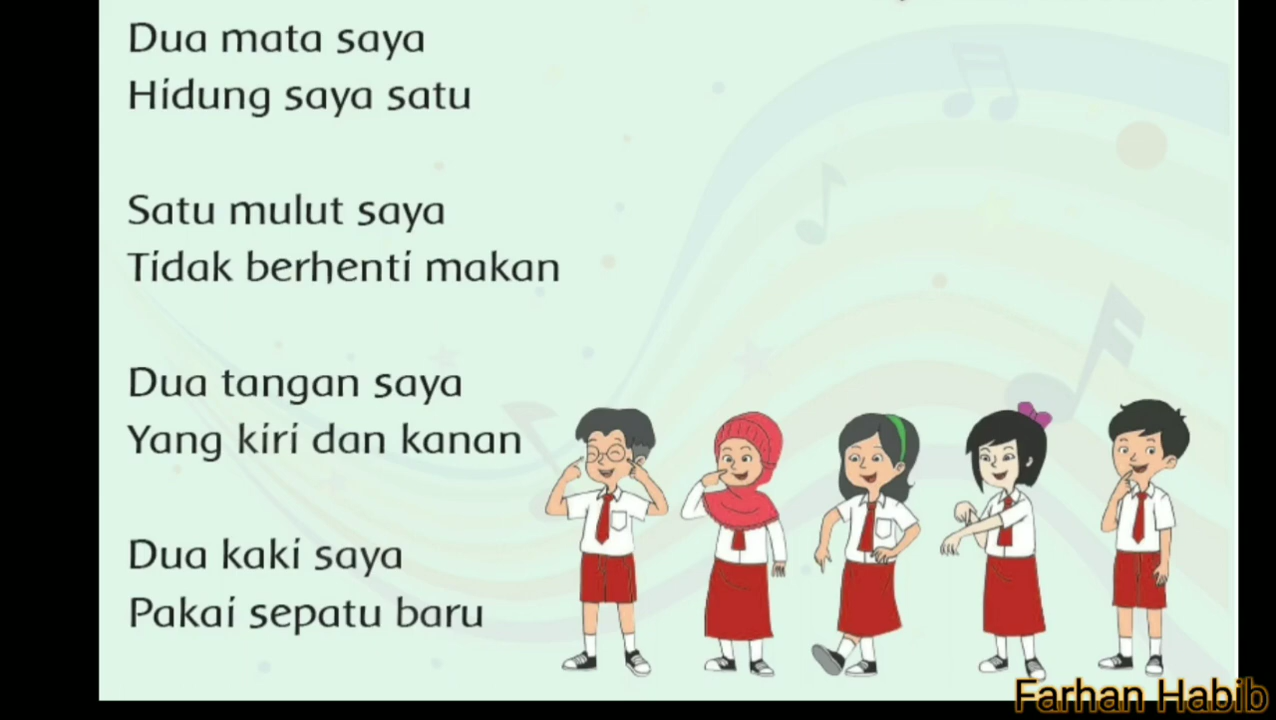 Dua mata saya
Hidung saya satu
Satu mulut saya
Tidak berhenti makan
Dua tangan saya
Yang kiri dan kanan
Dua kaki saya
Pakai sepatu baru
Farhan Habib